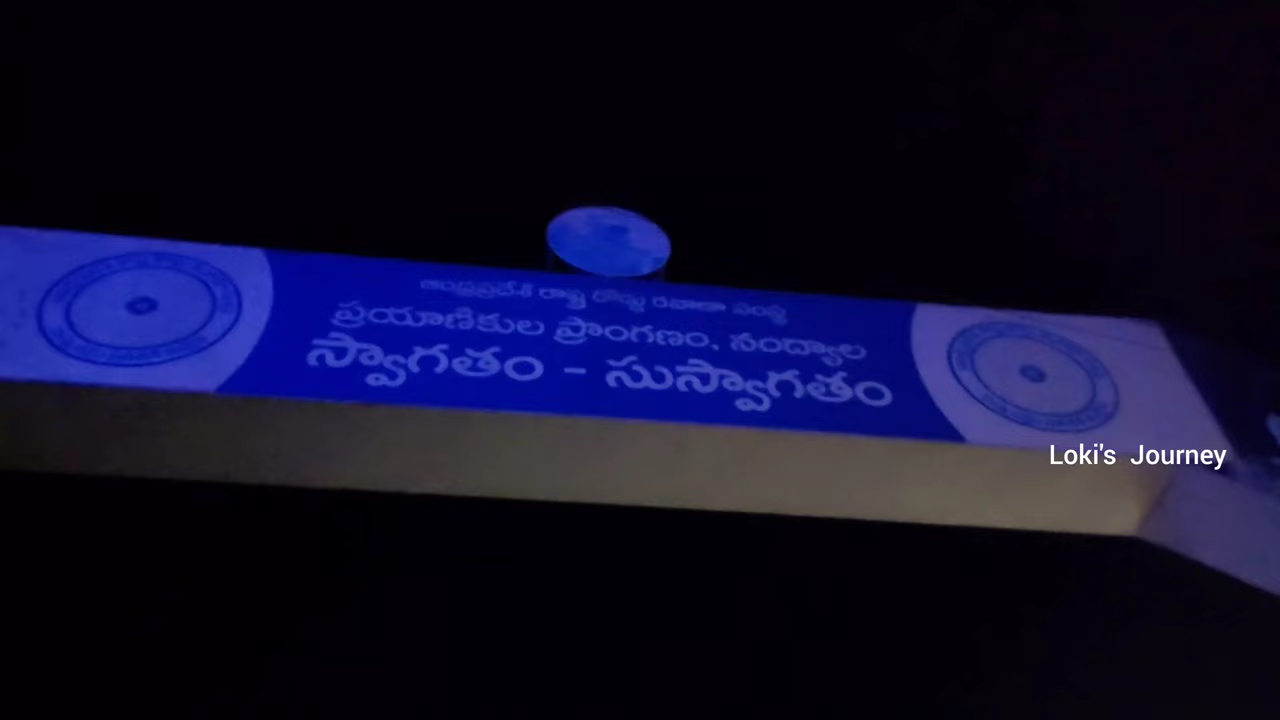 ఆంధ్రప్రదేశ్ రాష్ట్ర రోడ్డు రవాణా సంస్థ
ప్రయాణికుల ప్రాంగణం, నంద్యాల
స్వాగతం - సుస్వాగతం
Loki's Journey